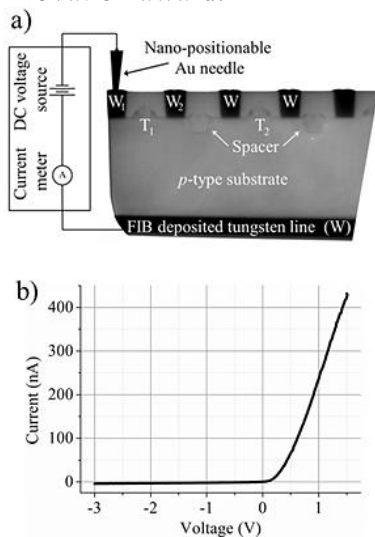 a)
Nano-positionable
Au needle
DC voltage
source
Current
meter
A
W1 W2 W W
T1 T2
Spacer
p-type substrate
FIB deposited tungsten line (W)
b)
400
300
200
100
0
Current (nA)
-3 -2 -1 0 1
Voltage (V)